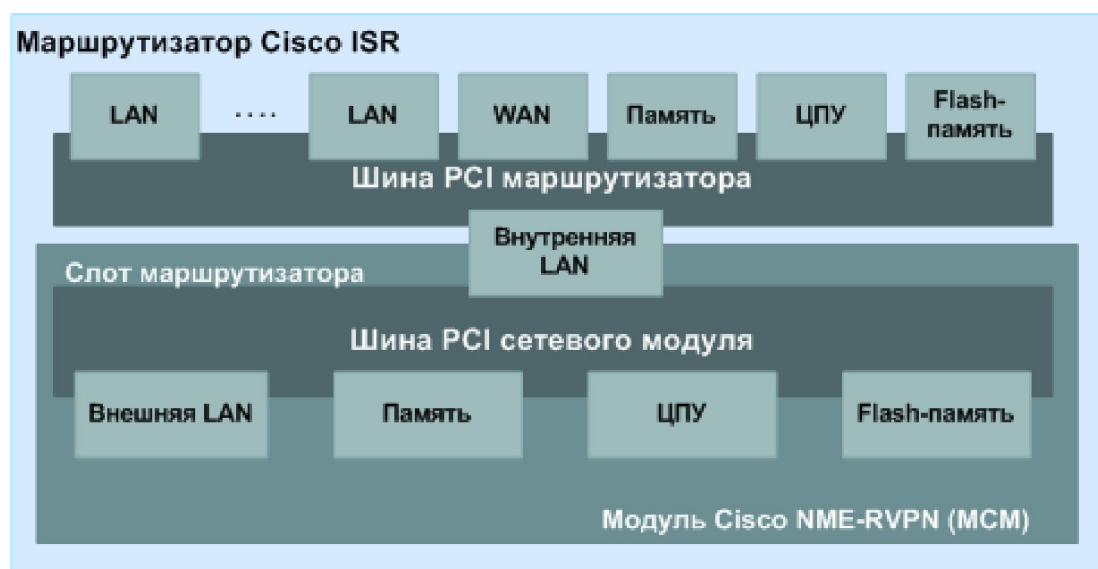 Маршрутизатор Cisco ISR
LAN
....
LAN
WAN
Память
ЦПУ
Flash-
память
Шина PCI маршрутизатора
Внутренняя
LAN
Слот маршрутизатора
Шина PCI сетевого модуля
Внешняя LAN
Память
ЦПУ
Flash-память
Модуль Cisco NME-RVPN (МСМ)